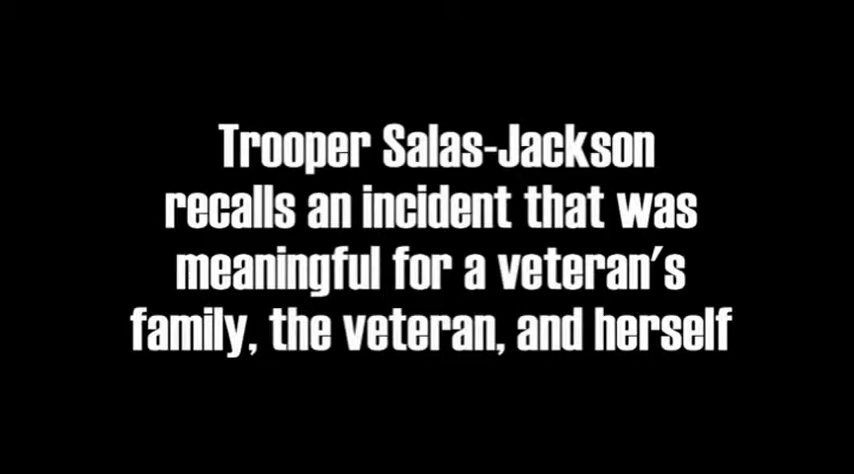 Trooper Salas-Jackson
recalls an incident that was
meaningful for a veteran's
family, the veteran, and herself